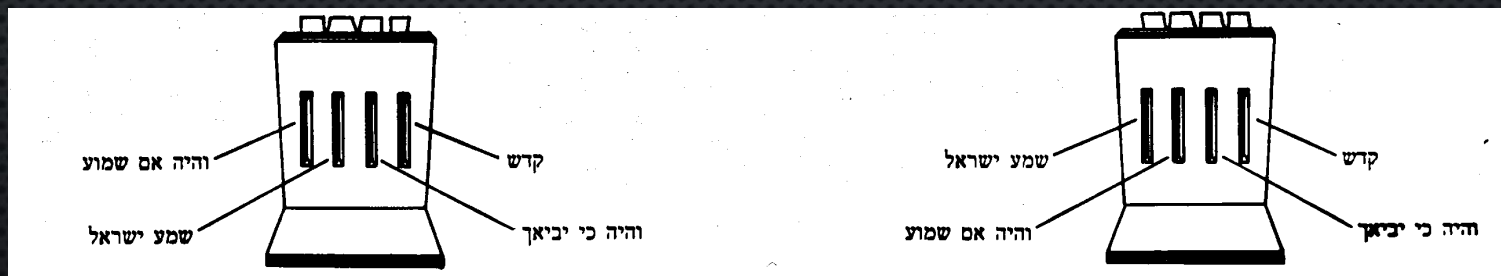 קדש
והיה כי יביאך
שמע ישראל
והיה אם שמוע
קדש
והיה כי יביאך
והיה אם שמוע
שמע ישראל